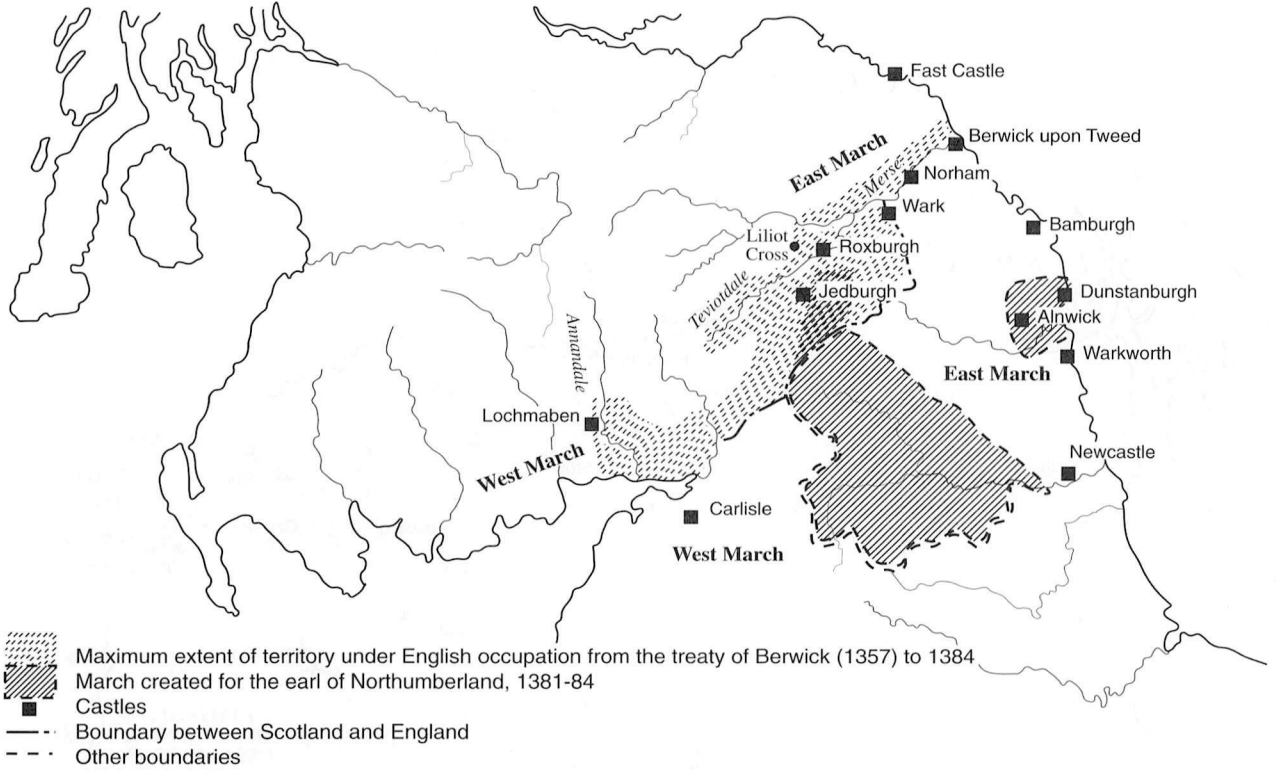 Fast Castle
Berwick upon Tweed
East March
Merse
Norham
Wark
Bamburgh
Liliot
Cross
Roxburgh
Teviotdale
Jedburgh
Dunstanburgh
Alnwick
Annandale
Warkworth
East March
Lochmaben
West March
Newcastle
Carlisle
West March
Maximum extent of territory under English occupation from the treaty of Berwick (1357) to 1384
March created for the earl of Northumberland, 1381-84
Castles
Boundary between Scotland and England
Other boundaries